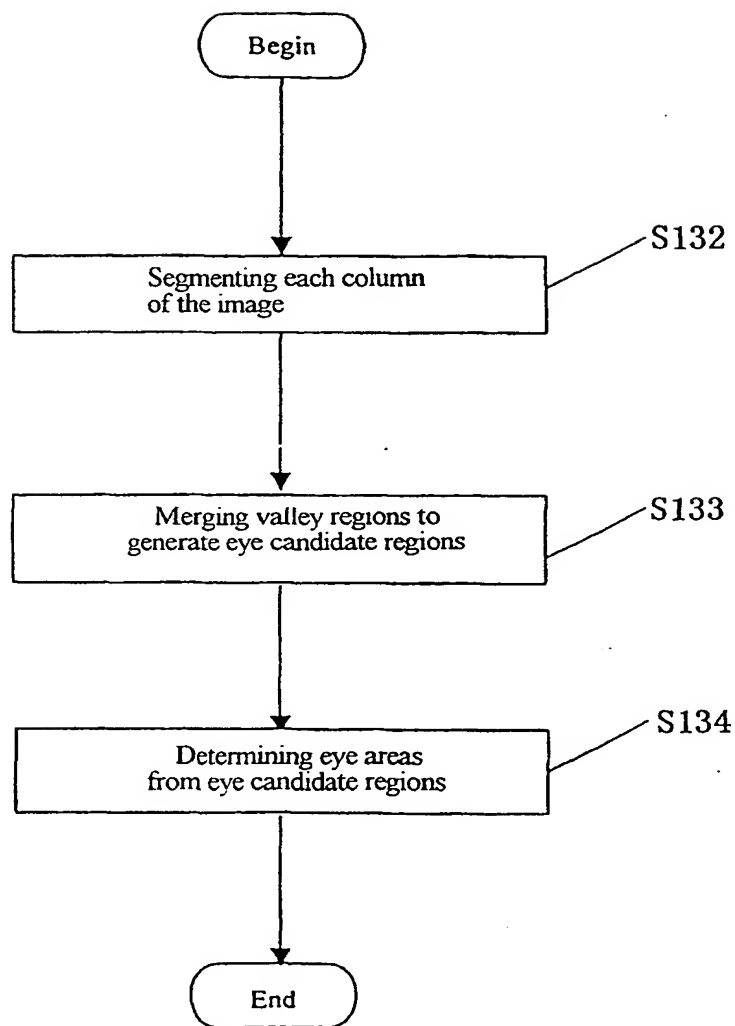 Begin
S132
Segmenting each column
of the image
S133
Merging valley regions to
generate eye candidate regions
S134
Determining eye areas
from eye candidate regions
End